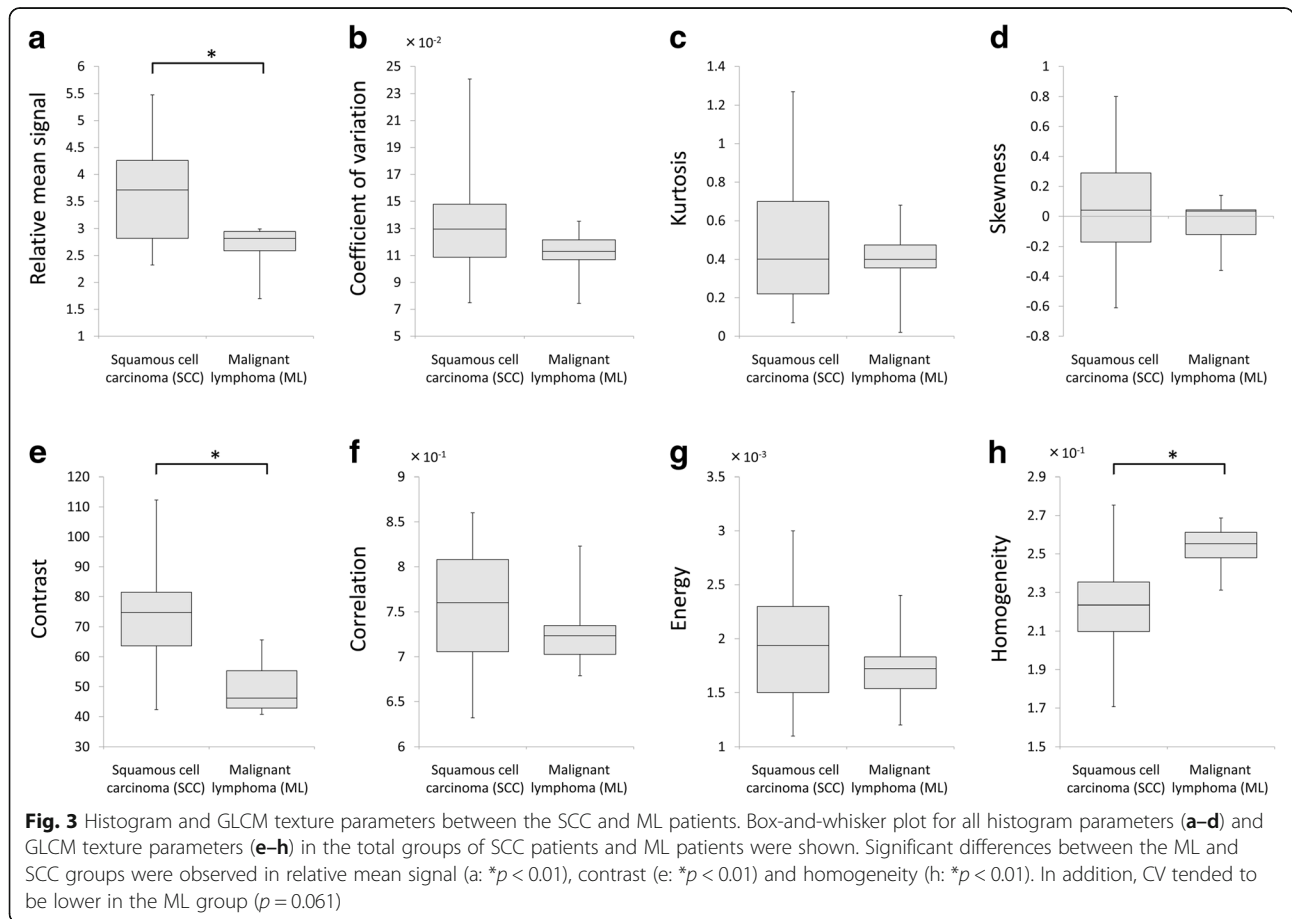 a
*
Relative mean signal
6
5.5
5
4.5
4
3.5
3
2.5
2
1.5
1
Squamous cell carcinoma (SCC)
Malignant lymphoma (ML)
b
× 10-2
Coefficient of variation
25
23
21
19
17
15
13
11
9
7
5
Squamous cell carcinoma (SCC)
Malignant lymphoma (ML)
c
Kurtosis
1.4
1.2
1
0.8
0.6
0.4
0.2
0
Squamous cell carcinoma (SCC)
Malignant lymphoma (ML)
d
Skewness
1
0.8
0.6
0.4
0.2
0
-0.2
-0.4
-0.6
-0.8
Squamous cell carcinoma (SCC)
Malignant lymphoma (ML)
e
*
Contrast
120
110
100
90
80
70
60
50
40
30
Squamous cell carcinoma (SCC)
Malignant lymphoma (ML)
f
× 10-1
Correlation
9
8.5
8
7.5
7
6.5
6
Squamous cell carcinoma (SCC)
Malignant lymphoma (ML)
g
× 10-3
Energy
3.5
3
2.5
2
1.5
1
Squamous cell carcinoma (SCC)
Malignant lymphoma (ML)
h
× 10-1
*
Homogeneity
2.9
2.7
2.5
2.3
2.1
1.9
1.7
1.5
Squamous cell carcinoma (SCC)
Malignant lymphoma (ML)
Fig. 3 Histogram and GLCM texture parameters between the SCC and ML patients. Box-and-whisker plot for all histogram parameters (a–d) and
GLCM texture parameters (e–h) in the total groups of SCC patients and ML patients were shown. Significant differences between the ML and
SCC groups were observed in relative mean signal (a: *p < 0.01), contrast (e: *p < 0.01) and homogeneity (h: *p < 0.01). In addition, CV tended to
be lower in the ML group (p = 0.061)